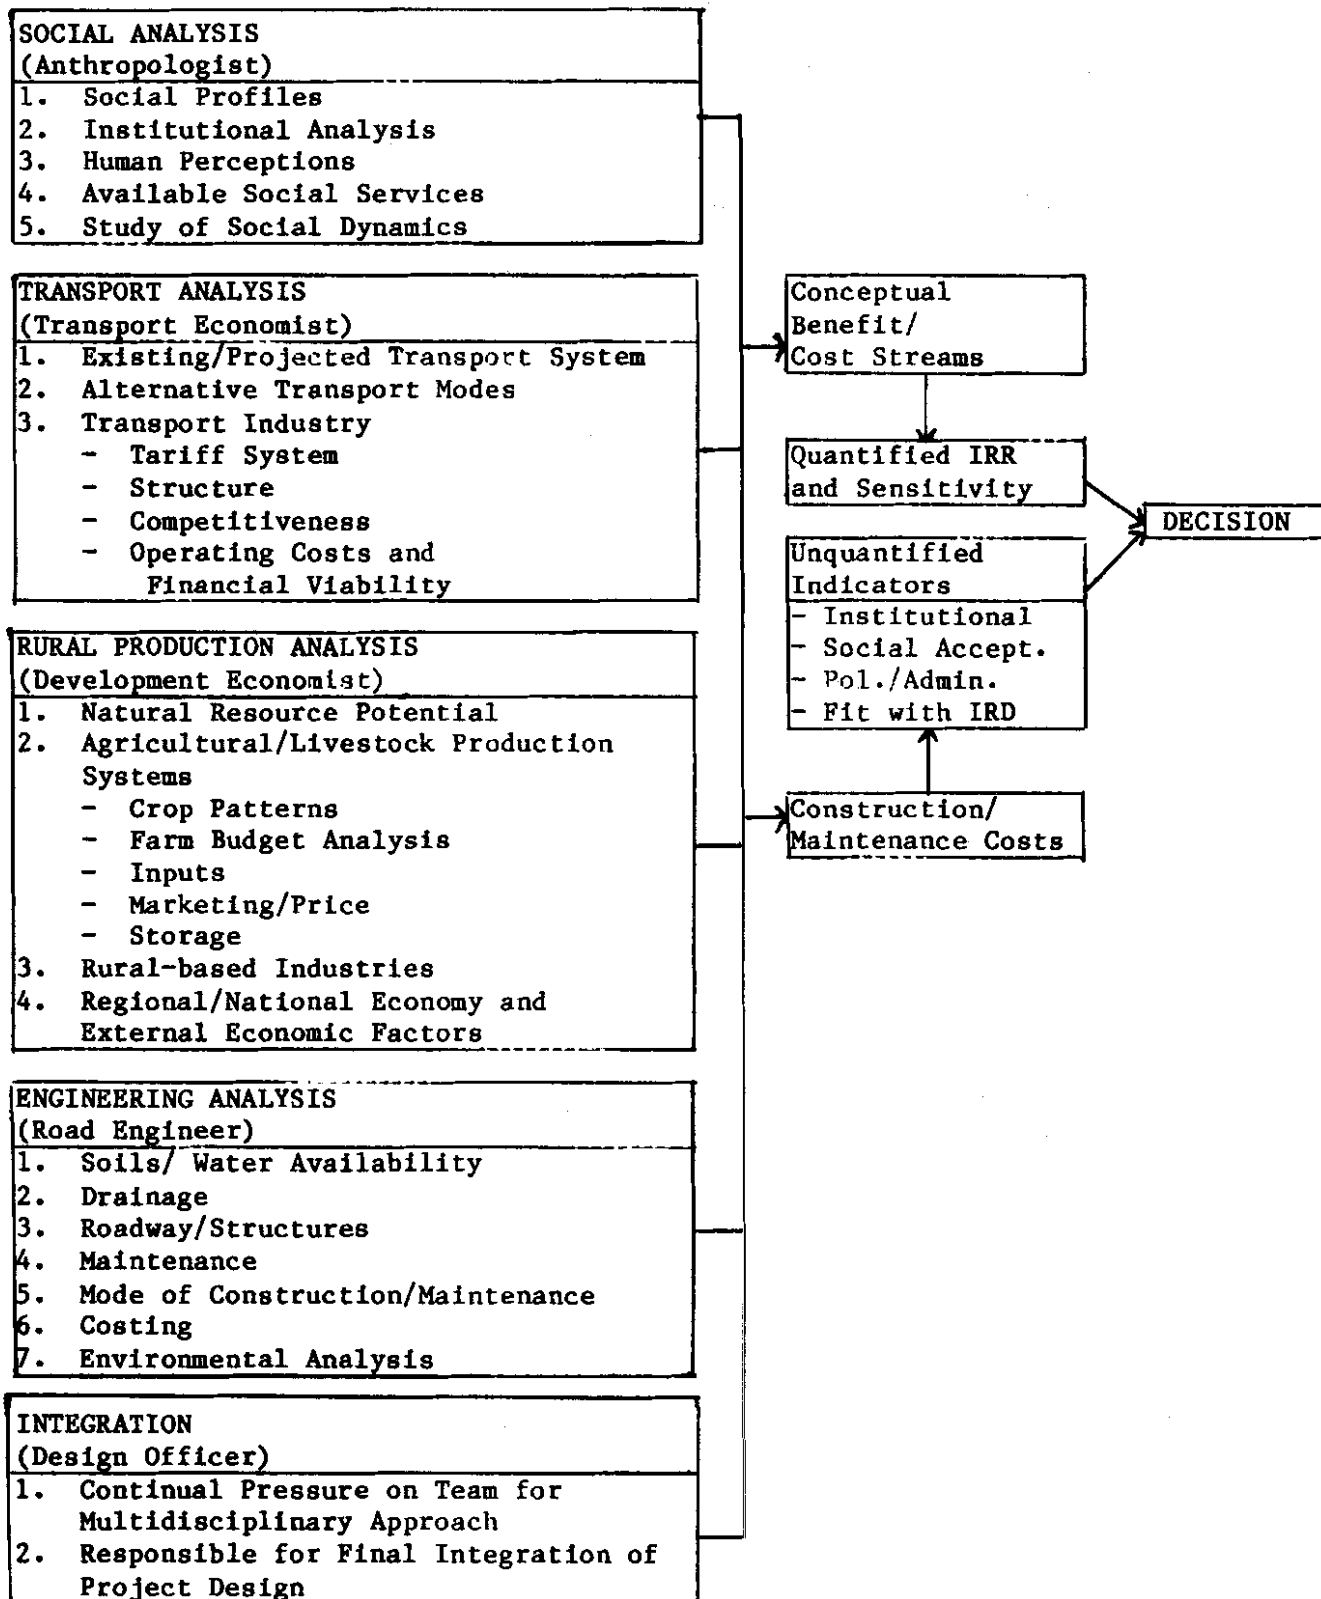 SOCIAL ANALYSIS
(Anthropologist)
1. Social Profiles
2. Institutional Analysis
3. Human Perceptions
4. Available Social Services
5. Study of Social Dynamics
TRANSPORT ANALYSIS
(Transport Economist)
1. Existing/Projected Transport System
2. Alternative Transport Modes
3. Transport Industry
- Tariff System
- Structure
- Competitiveness
- Operating Costs and
Financial Viability
RURAL PRODUCTION ANALYSIS
(Development Economist)
1. Natural Resource Potential
2. Agricultural/Livestock Production
Systems
- Crop Patterns
- Farm Budget Analysis
- Inputs
- Marketing/Price
- Storage
3. Rural-based Industries
4. Regional/National Economy and
External Economic Factors
ENGINEERING ANALYSIS
(Road Engineer)
1. Soils/ Water Availability
2. Drainage
3. Roadway/Structures
4. Maintenance
5. Mode of Construction/Maintenance
6. Costing
7. Environmental Analysis
INTEGRATION
(Design Officer)
1. Continual Pressure on Team for
Multidisciplinary Approach
2. Responsible for Final Integration of
Project Design
Conceptual
Benefit/
Cost Streams
Quantified IRR
and Sensitivity
Unquantified
Indicators
- Institutional
- Social Accept.
- Pol./Admin.
- Fit with IRD
Construction/
Maintenance Costs
DECISION